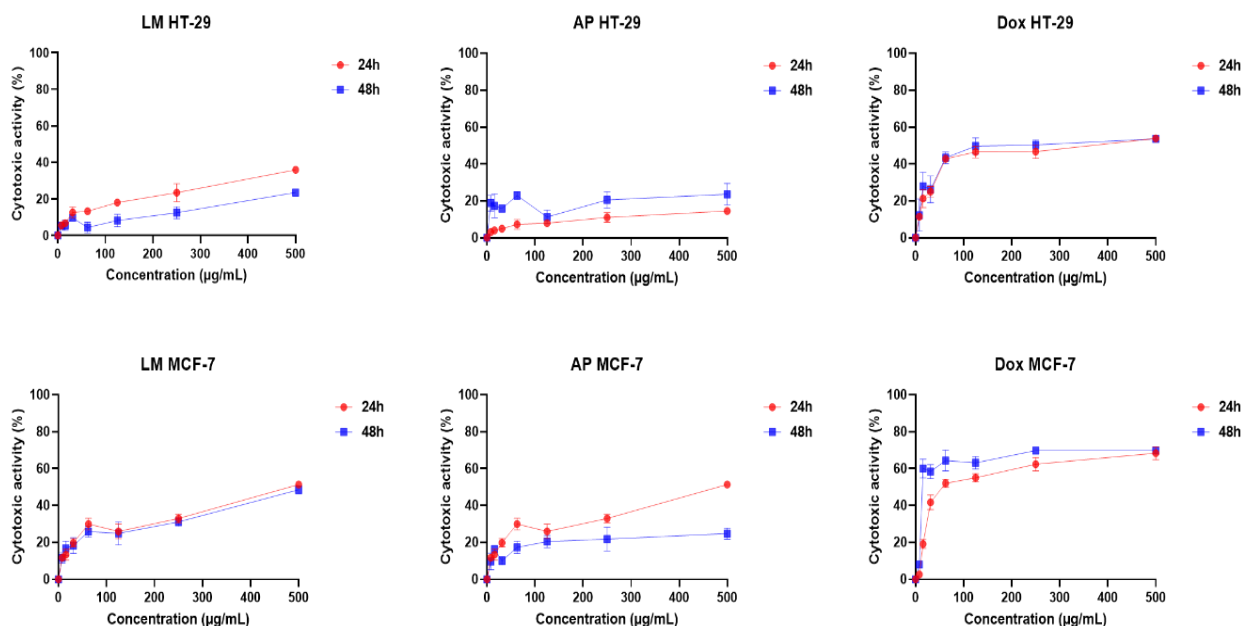 LM HT-29
100
80
60
40
20
0
0 100 200 300 400 500
Cytotoxic activity (%)
Concentration (µg/mL)
24h
48h
AP HT-29
100
80
60
40
20
0
0 100 200 300 400 500
Cytotoxic activity (%)
Concentration (µg/mL)
24h
48h
Dox HT-29
100
80
60
40
20
0
0 100 200 300 400 500
Cytotoxic activity (%)
Concentration (µg/mL)
24h
48h
LM MCF-7
100
80
60
40
20
0
0 100 200 300 400 500
Cytotoxic activity (%)
Concentration (µg/mL)
24h
48h
AP MCF-7
100
80
60
40
20
0
0 100 200 300 400 500
Cytotoxic activity (%)
Concentration (µg/mL)
24h
48h
Dox MCF-7
100
80
60
40
20
0
0 100 200 300 400 500
Cytotoxic activity (%)
Concentration (µg/mL)
24h
48h